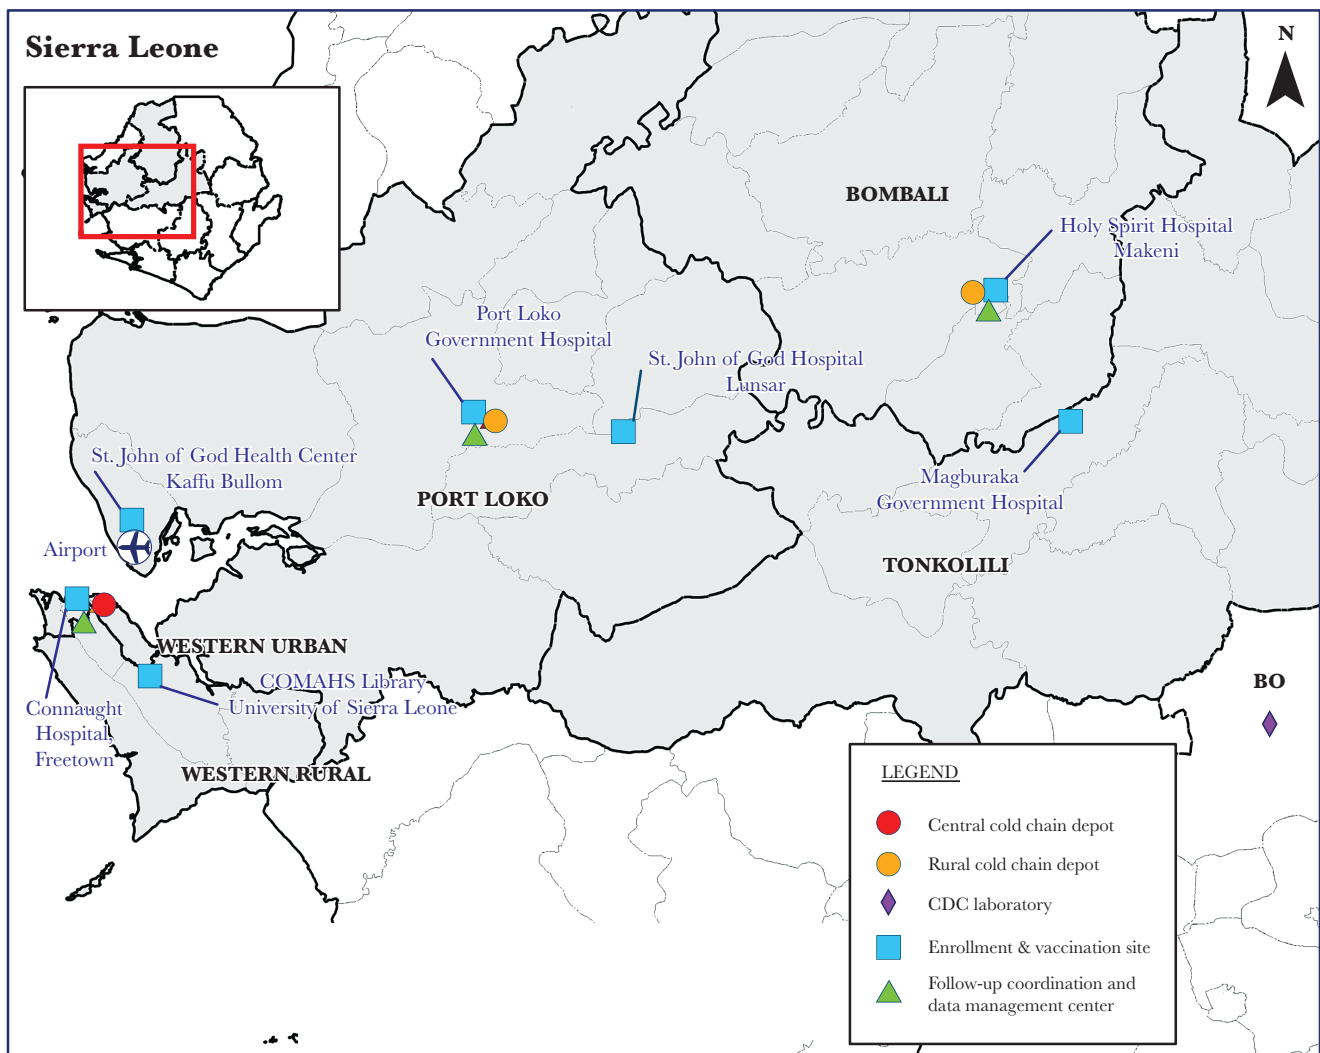 Sierra Leone
N
BOMBALI
Holy Spirit Hospital
Makeni
Port Loko
Government Hospital
St. John of God Hospital
Lunsar
St. John of God Health Center
Kaffu Bullom
Magburaka
Government Hospital
PORT LOKO
Airport
TONKOLILI
WESTERN URBAN
COMAHS Library
University of Sierra Leone
BO
Connaught
Hospital,
Freetown
WESTERN RURAL
LEGEND
Central cold chain depot
Rural cold chain depot
CDC laboratory
Enrollment & vaccination site
Follow-up coordination and
data management center